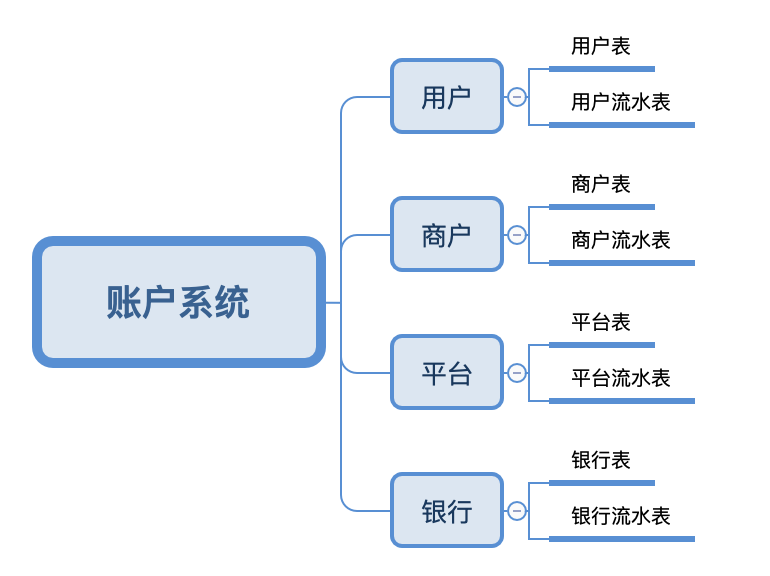 账户系统
用户
用户表
用户流水表
商户
商户表
商户流水表
平台
平台表
平台流水表
银行
银行表
银行流水表